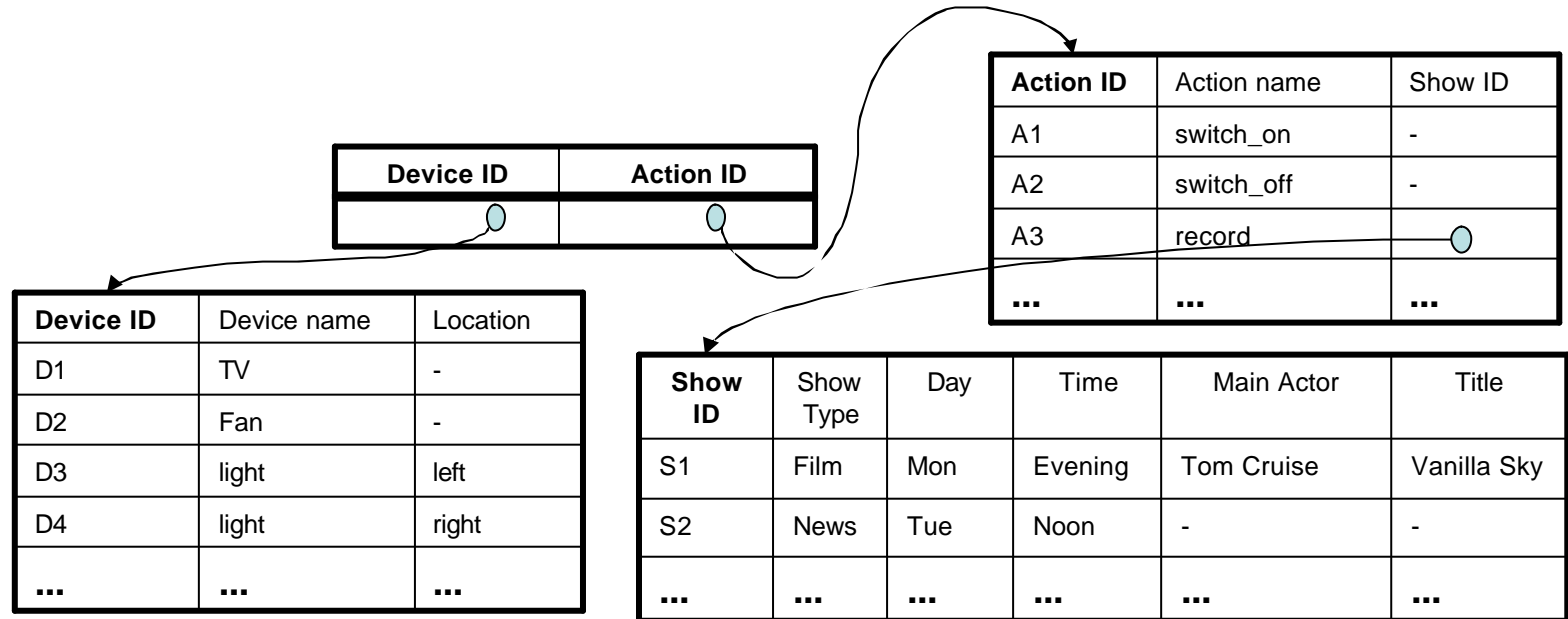 Action ID Action name Show ID
A1 switch_on -
A2 switch_off -
A3 record
... ... ...
Device ID Action ID
Device ID Device name Location
D1 TV -
D2 Fan -
D3 light left
D4 light right
... ... ...
Show ID Show Type Day Time Main Actor Title
S1 Film Mon Evening Tom Cruise Vanilla Sky
S2 News Tue Noon - -
... ... ... ... ... ...